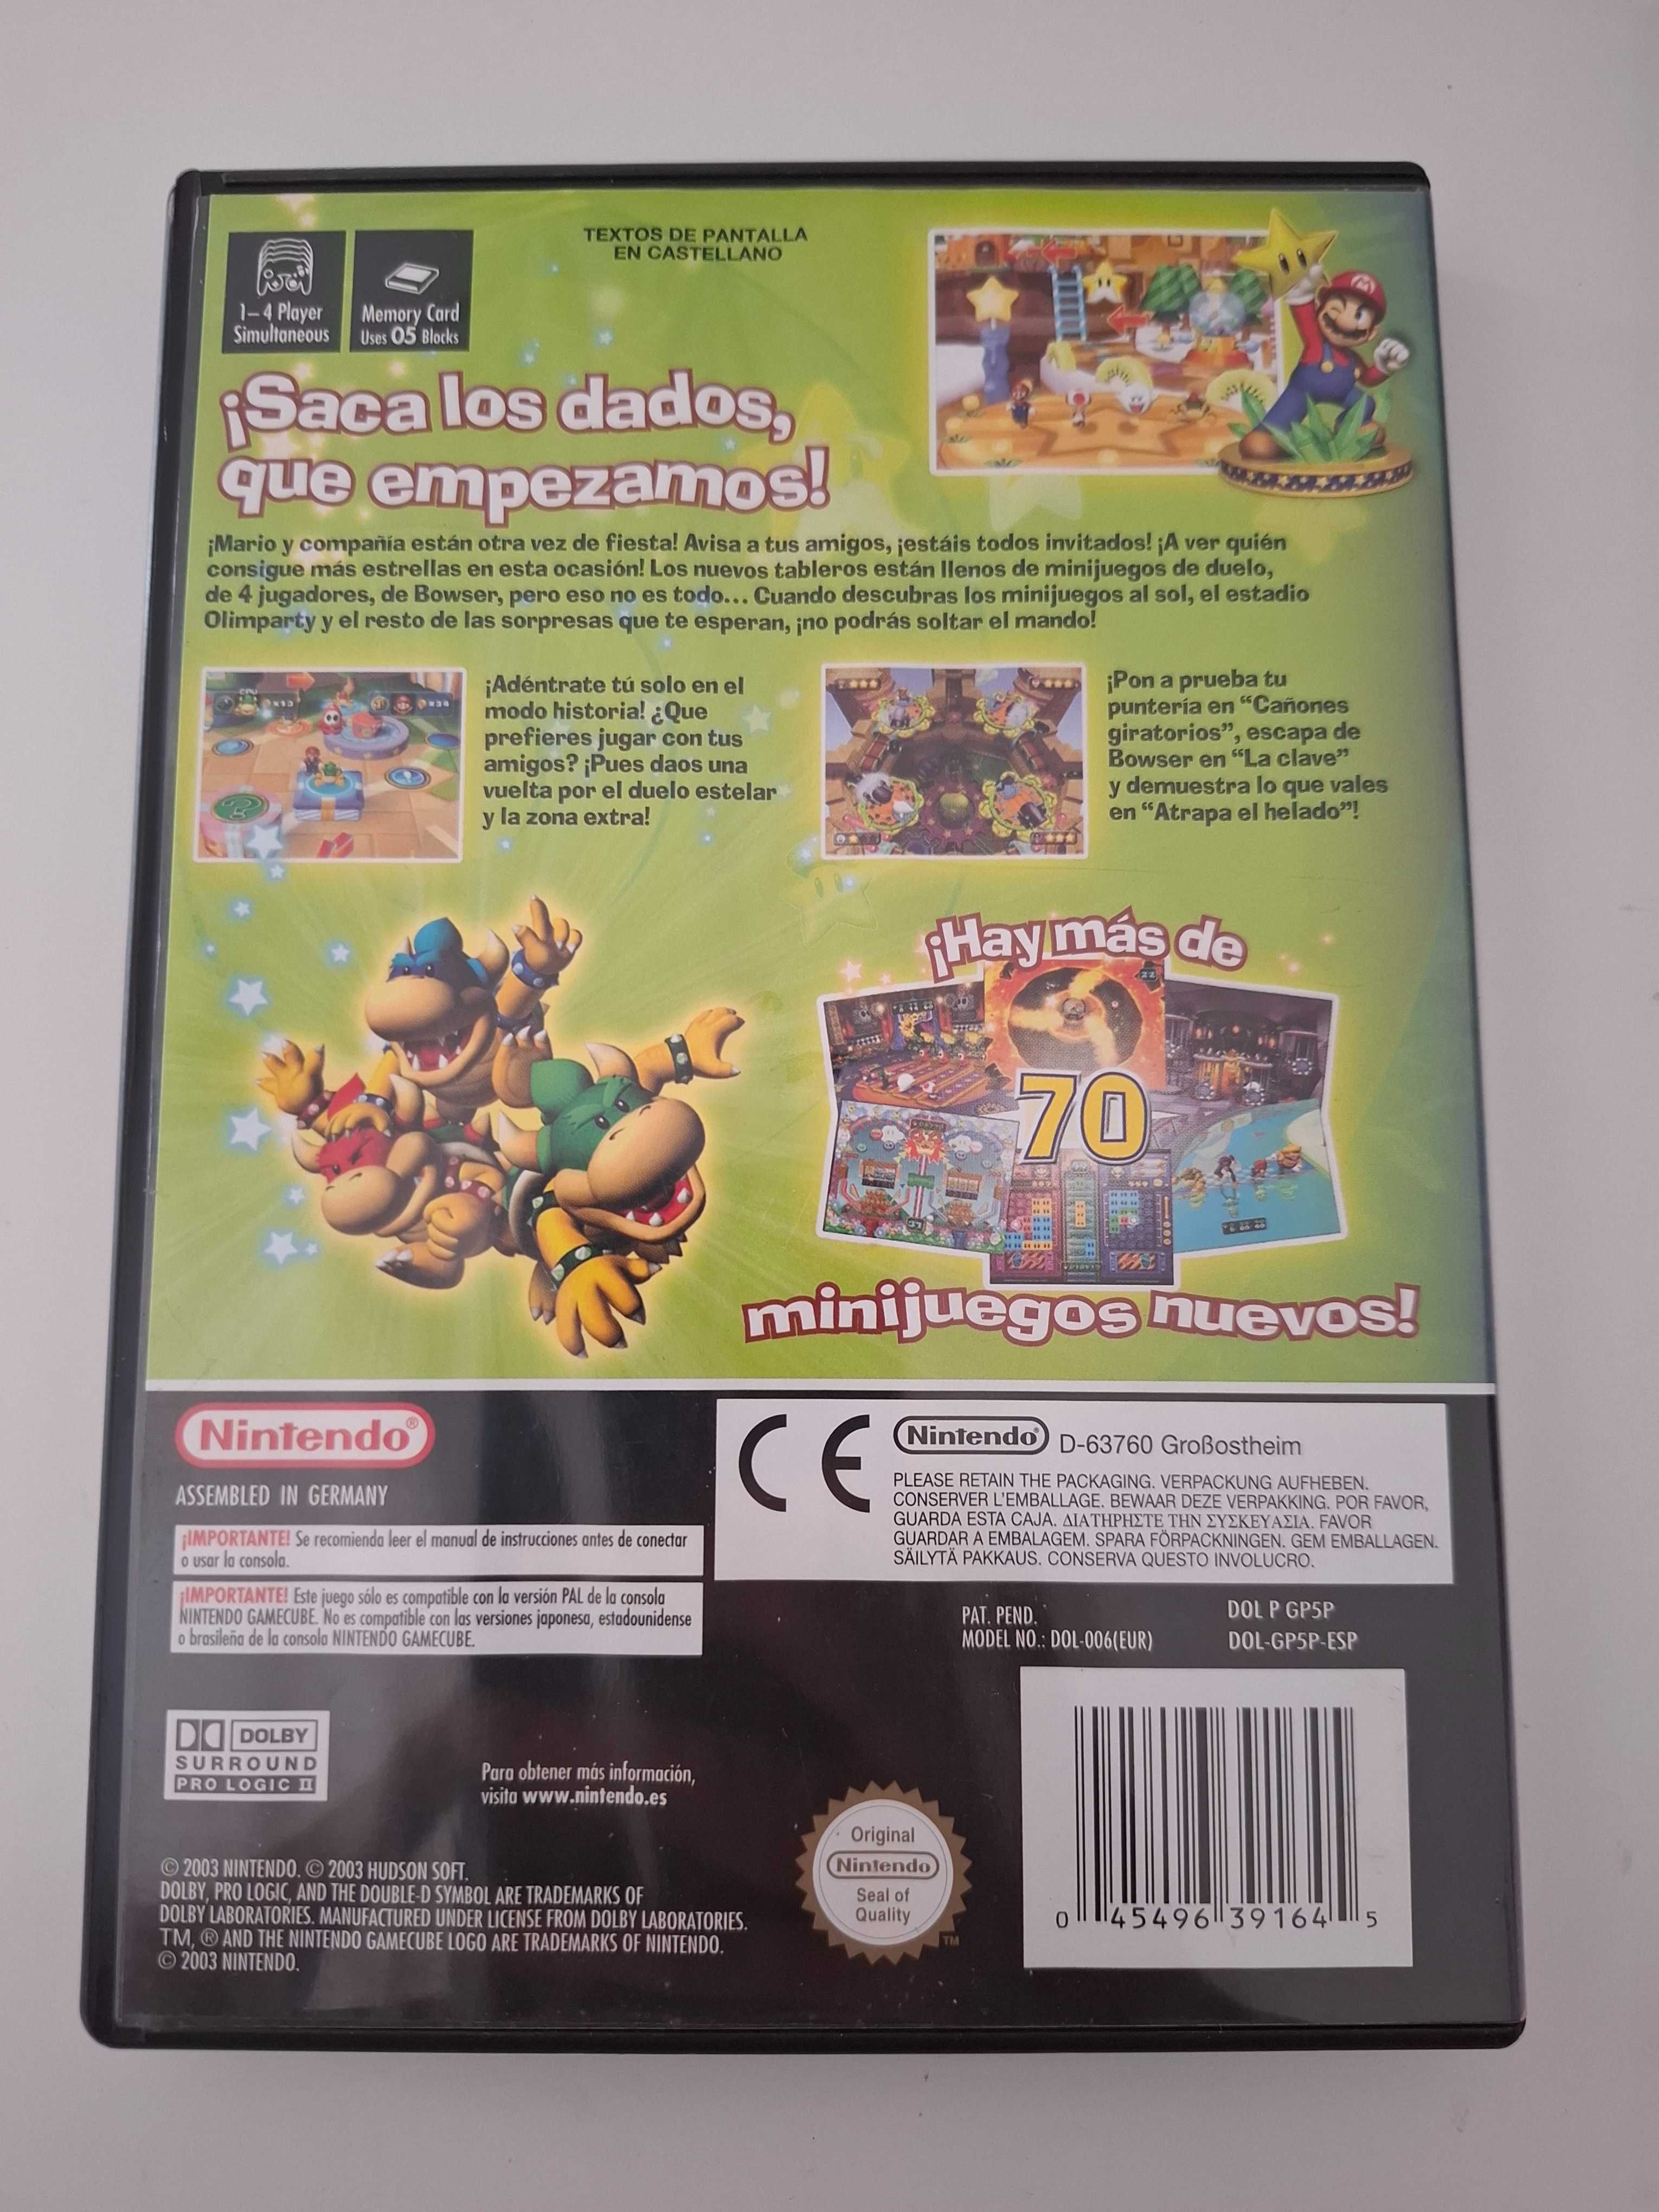 1–4 Player
Simultaneous
Memory Card
Uses 05 Blocks
TEXTOS DE PANTALLA
EN CASTELLANO
¡Saca los dados,
que empezamos!
¡Mario y compañía están otra vez de fiesta! Avisa a tus amigos, ¡estáis todos invitados! ¡A ver quién
consigue más estrellas en esta ocasión! Los nuevos tableros están llenos de minijuegos de duelo,
de 4 jugadores, de Bowser, pero eso no es todo... Cuando descubras los minijuegos al sol, el estadio
Olimparty y el resto de las sorpresas que te esperan, ¡no podrás soltar el mando!
¡Adéntrate tú solo en el
modo historia! ¿Que
prefieres jugar con tus
amigos? ¡Pues daos una
vuelta por el duelo estelar
y la zona extra!
¡Pon a prueba tu
puntería en “Cañones
giratorios”, escapa de
Bowser en “La clave”
y demuestra lo que vales
en “Atrapa el helado”!
¡Hay más de
70
minijuegos nuevos!
Nintendo®
ASSEMBLED IN GERMANY
¡IMPORTANTE! Se recomienda leer el manual de instrucciones antes de conectar
o usar la consola.
¡IMPORTANTE! Este juego sólo es compatible con la versión PAL de la consola
NINTENDO GAMECUBE. No es compatible con las versiones japonesa, estadounidense
o brasileña de la consola NINTENDO GAMECUBE.
CE
Nintendo® D-63760 Großostheim
PLEASE RETAIN THE PACKAGING. VERPACKUNG AUFHEBEN.
CONSERVER L'EMBALLAGE. BEWAAR DEZE VERPAKKING. POR FAVOR,
GUARDA ESTA CAJA. ΔΙΑΤΗΡΗΣΤΕ ΤΗΝ ΣΥΣΚΕΥΑΣΙΑ. FAVOR
GUARDAR A EMBALAGEM. SPARA FÖRPACKNINGEN. GEM EMBALLAGEN.
SÄILYTÄ PAKKAUS. CONSERVA QUESTO INVOLUCRO.
PAT. PEND.
MODEL NO.: DOL-006(EUR)
DOL P GP5P
DOL-GP5P-ESP
DOLBY
SURROUND
PRO LOGIC II
Para obtener más información,
visita www.nintendo.es
© 2003 NINTENDO. © 2003 HUDSON SOFT.
DOLBY, PRO LOGIC, AND THE DOUBLE-D SYMBOL ARE TRADEMARKS OF
DOLBY LABORATORIES. MANUFACTURED UNDER LICENSE FROM DOLBY LABORATORIES.
TM, ® AND THE NINTENDO GAMECUBE LOGO ARE TRADEMARKS OF NINTENDO.
© 2003 NINTENDO.
Original
Nintendo
Seal of
Quality
TM
0 45496 39164 5